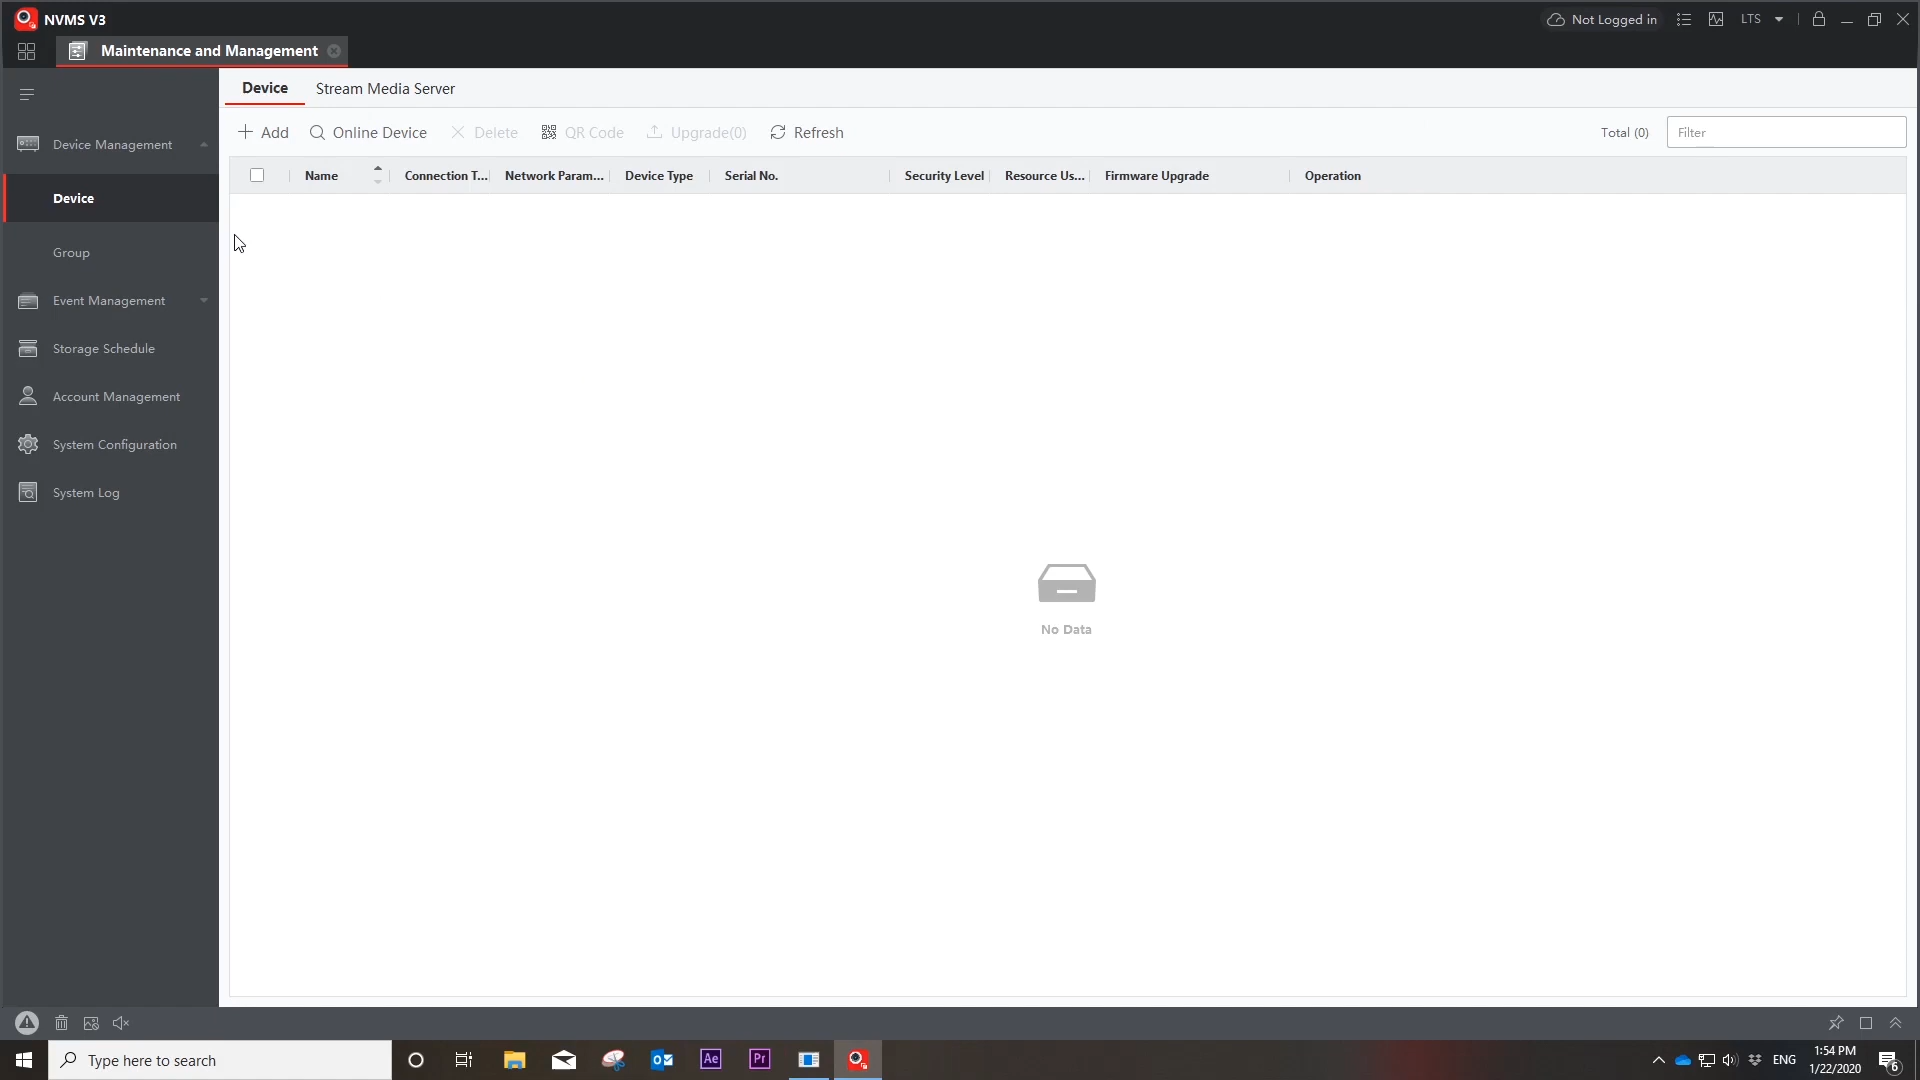 NVMS V3
Not Logged in
LTS
Maintenance and Management
Device
Stream Media Server
Add
Online Device
Delete
QR Code
Upgrade(0)
Refresh
Total (0)
Filter
Name
Connection T...
Network Param...
Device Type
Serial No.
Security Level
Resource Us...
Firmware Upgrade
Operation
Device Management
Device
Group
Event Management
Storage Schedule
Account Management
System Configuration
System Log
No Data
Type here to search
Ae
Pr
ENG
1:54 PM
1/22/2020
6